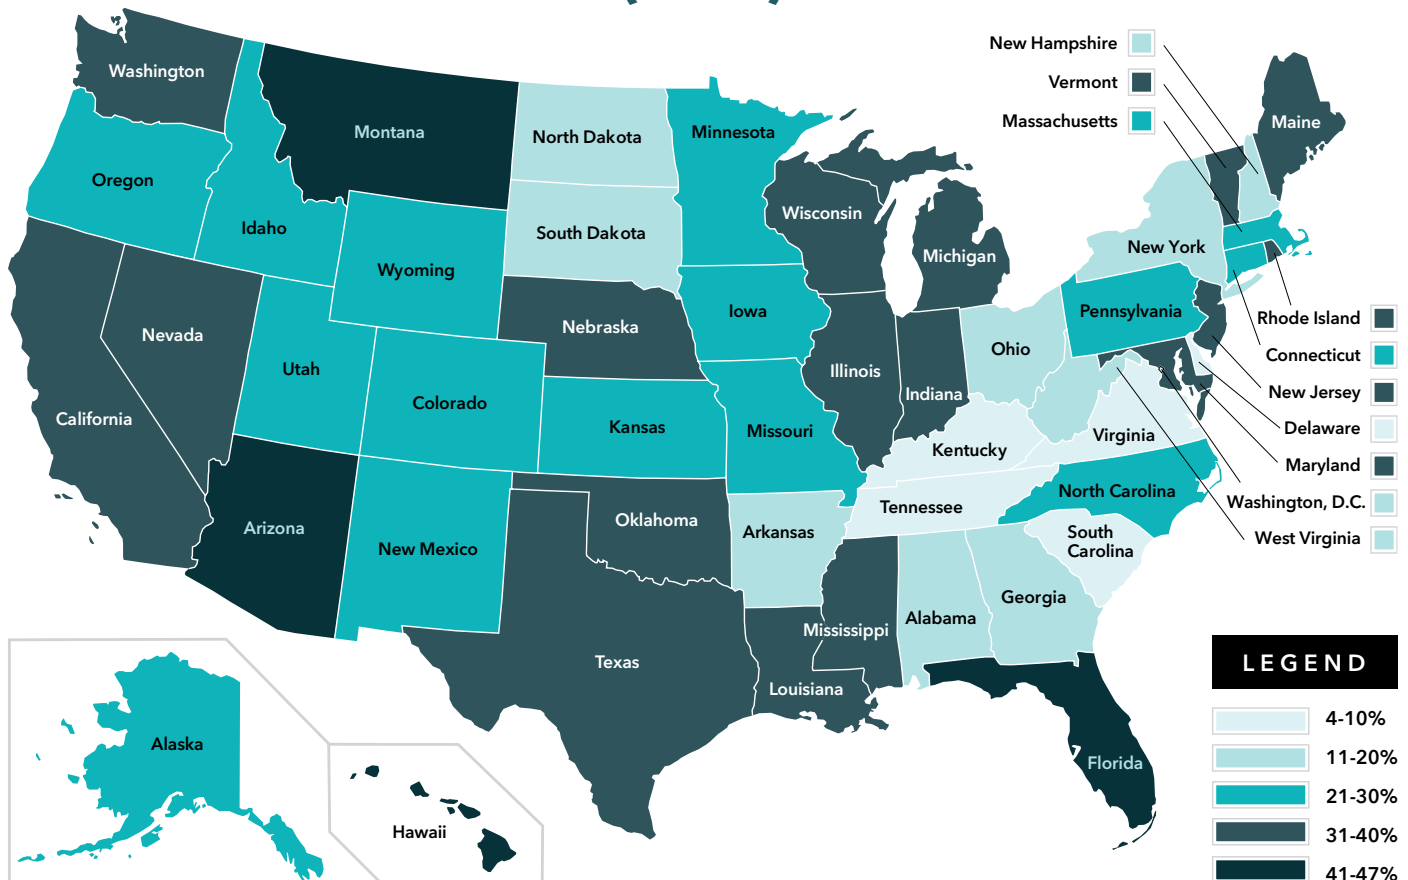 New Hampshire
Vermont
Massachusetts
Washington
Montana
North Dakota
Minnesota
Maine
Oregon
Idaho
South Dakota
Wisconsin
Wyoming
Michigan
New York
Nevada
Nebraska
Iowa
Pennsylvania
Rhode Island
Utah
Ohio
Connecticut
Illinois
Indiana
New Jersey
California
Colorado
Kansas
Missouri
Kentucky
Virginia
Delaware
Maryland
Arizona
New Mexico
Oklahoma
Arkansas
Tennessee
North Carolina
Washington, D.C.
South
Carolina
West Virginia
Georgia
Alabama
Mississippi
Texas
Louisiana
Alaska
Hawaii
Florida
LEGEND
4-10%
11-20%
21-30%
31-40%
41-47%